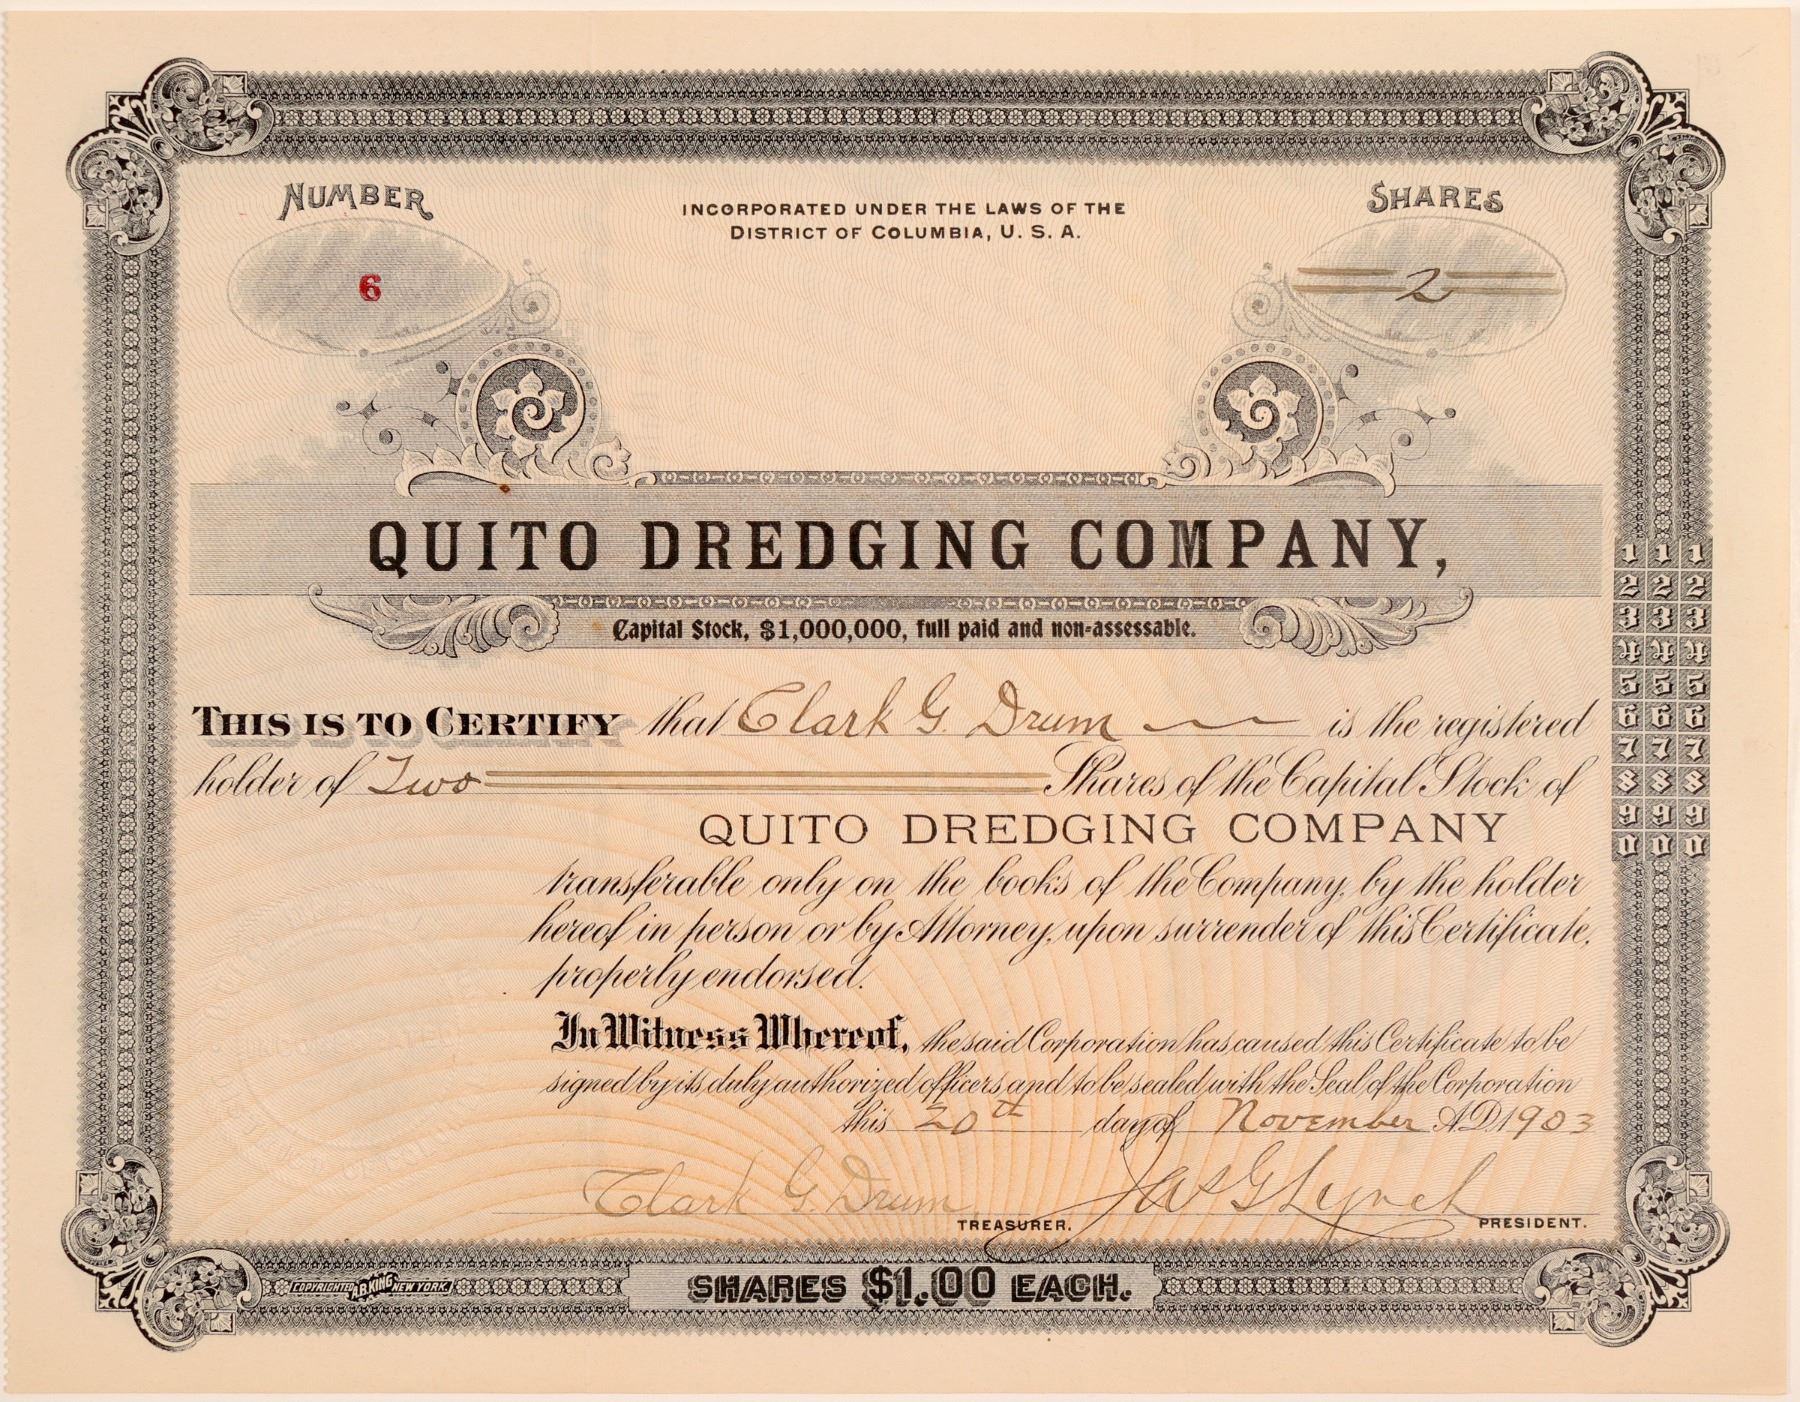 NUMBER
SHARES
INCORPORATED UNDER THE LAWS OF THE
DISTRICT OF COLUMBIA, U. S. A.
6
2
QUITO DREDGING COMPANY,
Capital Stock, $1,000,000, full paid and non-assessable.
THIS IS TO CERTIFY that Clark G. Drum is the registered
holder of Two Shares of the Capital Stock of
QUITO DREDGING COMPANY
transferable only on the books of the Company, by the holder
hereof in person or by Attorney, upon surrender of this Certificate,
properly endorsed.
In Witness Whereof, the said Corporation has caused this Certificate to be
signed by its duly authorized officers and to be sealed with the Seal of the Corporation
this 20th day of November A.D. 1903
Clark G. Drum TREASURER. Jas G Lynch PRESIDENT.
COPYRIGHTED A.B. KING NEW YORK.
SHARES $1.00 EACH.
1 1 1
2 2 2
3 3 3
4 4 4
5 5 5
6 6 6
7 7 7
8 8 8
9 9 9
0 0 0